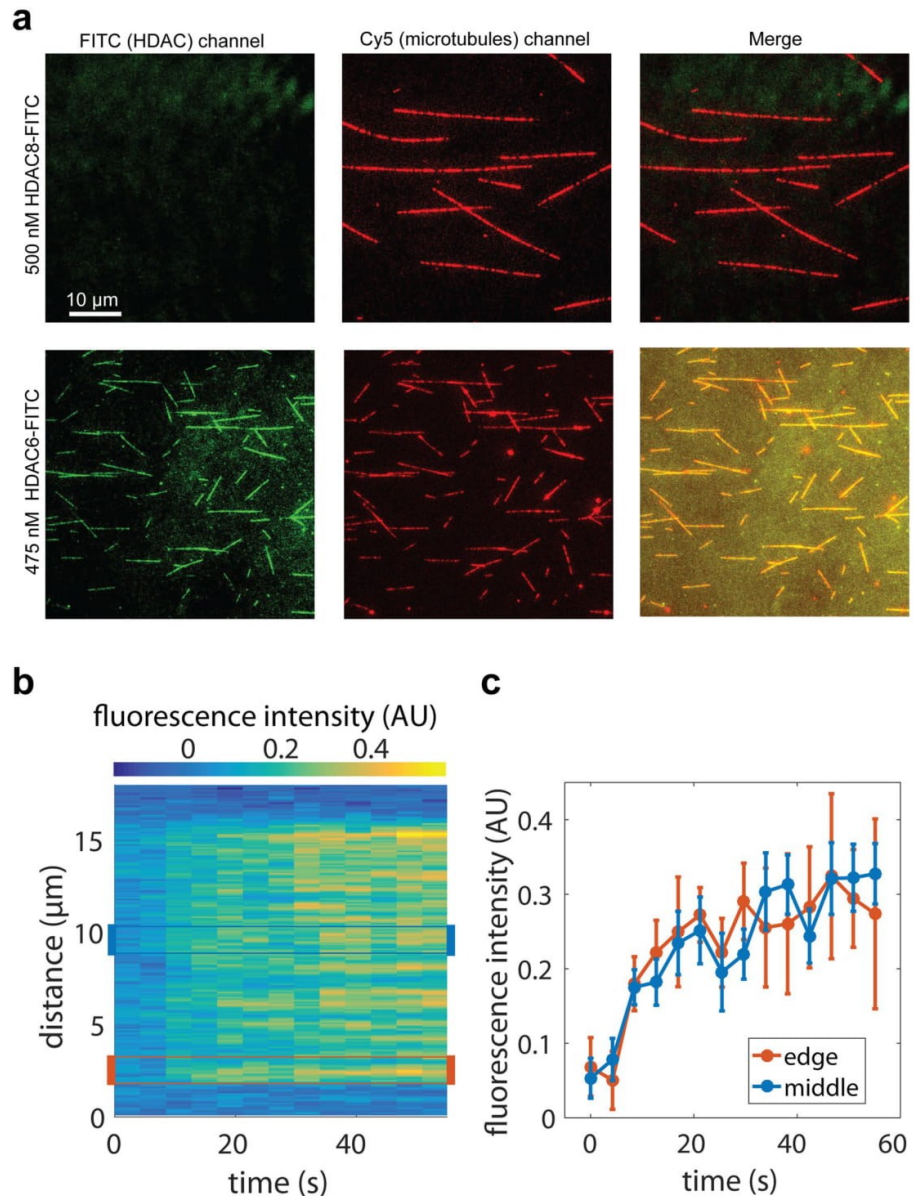 a
FITC (HDAC) channel
Cy5 (microtubules) channel
Merge
500 nM HDAC8-FITC
10 µm
475 nM HDAC6-FITC
b
fluorescence intensity (AU)
0 0.2 0.4
distance (µm)
15
10
5
0
0 20 40
time (s)
c
fluorescence intensity (AU)
0.4
0.3
0.2
0.1
0
edge
middle
0 20 40 60
time (s)